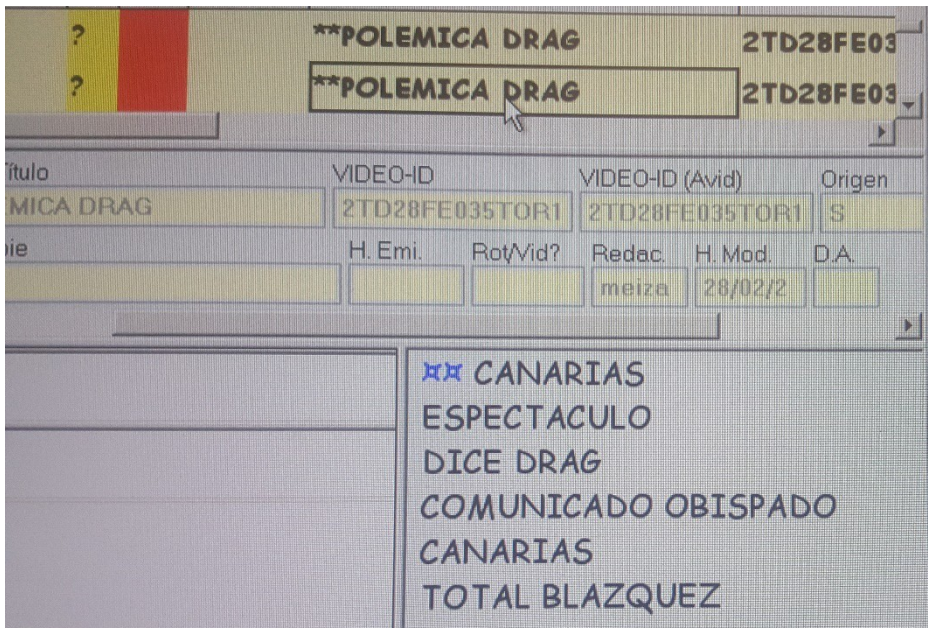 ? **POLEMICA DRAG 2TD28FE03
? **POLEMICA DRAG 2TD28FE03
ítulo VIDEO-ID VIDEO-ID (Avid) Origen
MICA DRAG 2TD28FE035TOR1 2TD28FE035TOR1 S
pie H. Emi. Rot/Vid? Redac. H. Mod. D.A.
meiza 28/02/2
¤¤ CANARIAS
ESPECTACULO
DICE DRAG
COMUNICADO OBISPADO
CANARIAS
TOTAL BLAZQUEZ